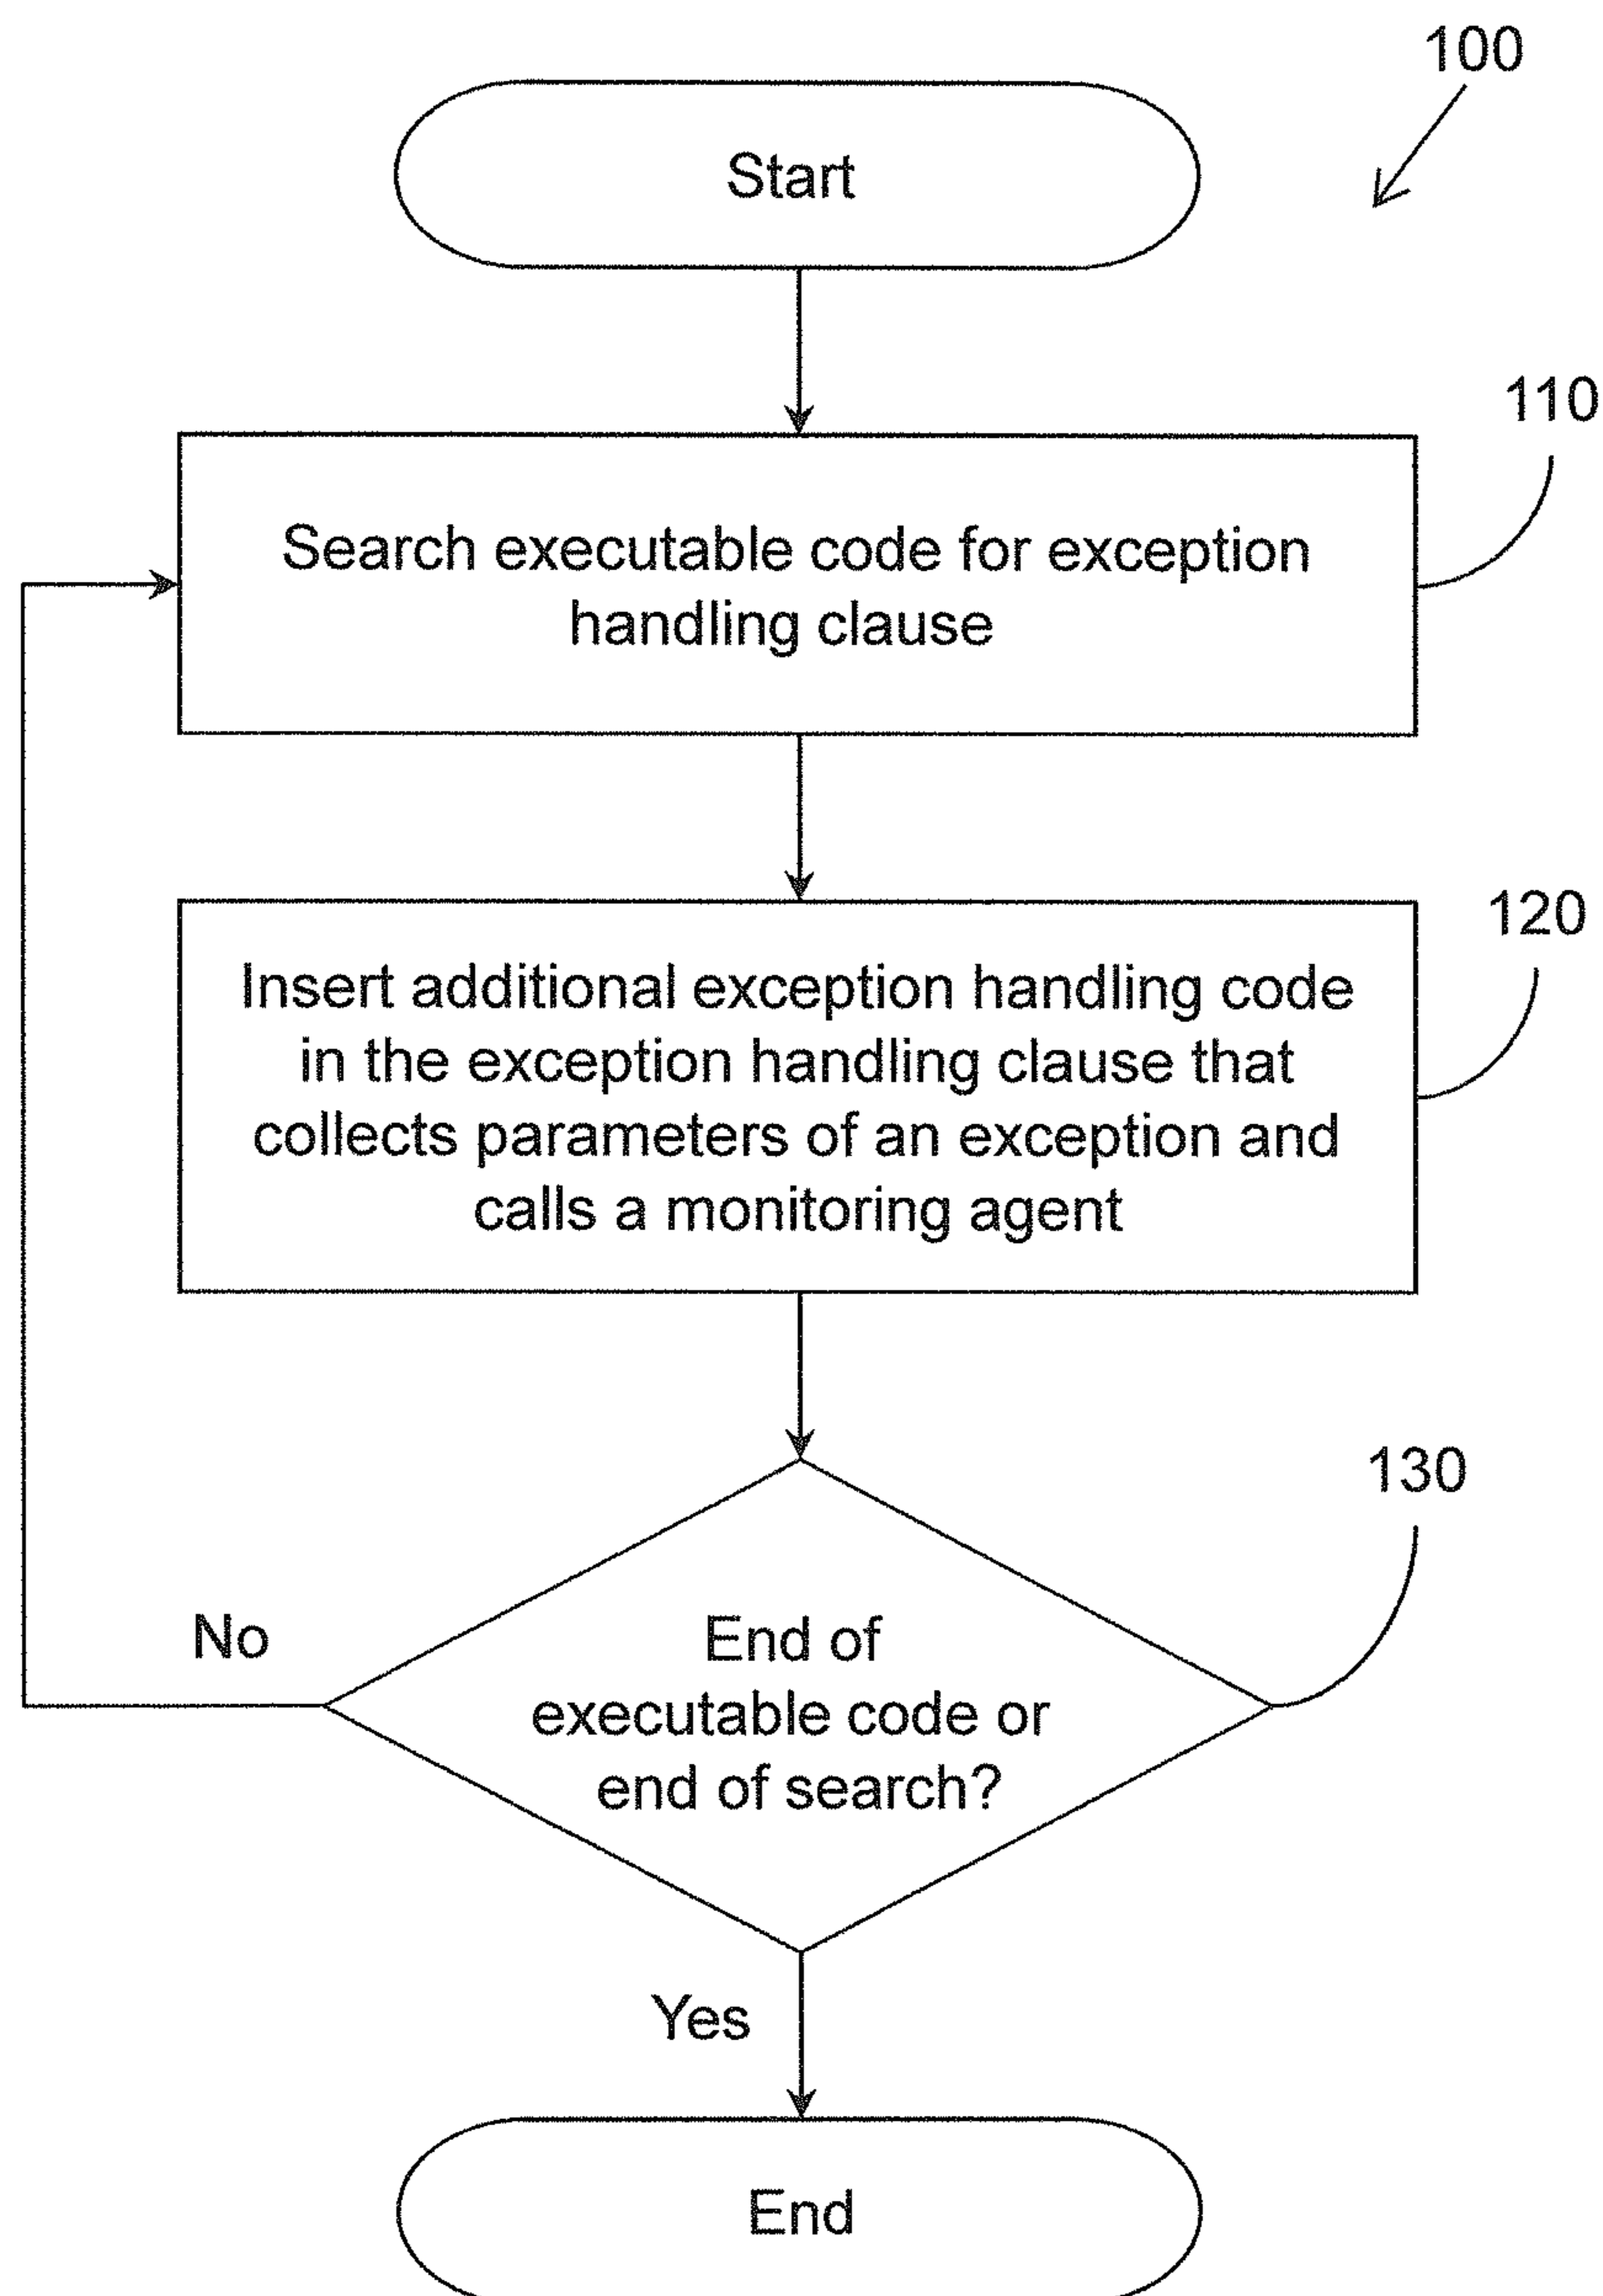 100
Start
110
Search executable code for exception
handling clause
120
Insert additional exception handling code
in the exception handling clause that
collects parameters of an exception and
calls a monitoring agent
130
No
End of
executable code or
end of search?
Yes
End